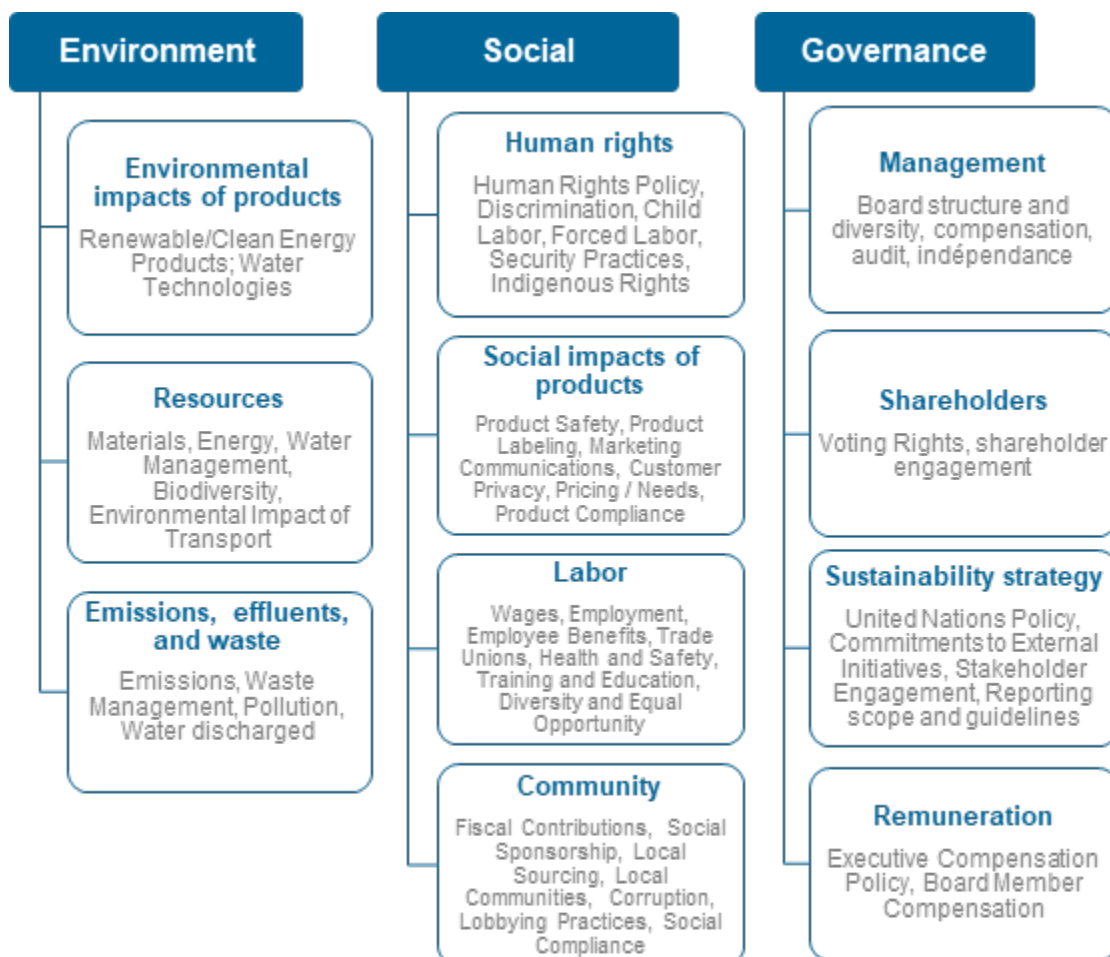 Environment
Environmental
impacts of products
Renewable/Clean Energy
Products; Water
Technologies
Resources
Materials, Energy, Water
Management,
Biodiversity,
Environmental Impact of
Transport
Emissions, effluents,
and waste
Emissions, Waste
Management, Pollution,
Water discharged
Social
Human rights
Human Rights Policy,
Discrimination, Child
Labor, Forced Labor,
Security Practices,
Indigenous Rights
Social impacts of
products
Product Safety, Product
Labeling, Marketing
Communications, Customer
Privacy, Pricing / Needs,
Product Compliance
Labor
Wages, Employment,
Employee Benefits, Trade
Unions, Health and Safety,
Training and Education,
Diversity and Equal
Opportunity
Community
Fiscal Contributions, Social
Sponsorship, Local
Sourcing, Local
Communities, Corruption,
Lobbying Practices, Social
Compliance
Governance
Management
Board structure and
diversity, compensation,
audit, indépendance
Shareholders
Voting Rights, shareholder
engagement
Sustainability strategy
United Nations Policy,
Commitments to External
Initiatives, Stakeholder
Engagement, Reporting
scope and guidelines
Remuneration
Executive Compensation
Policy, Board Member
Compensation